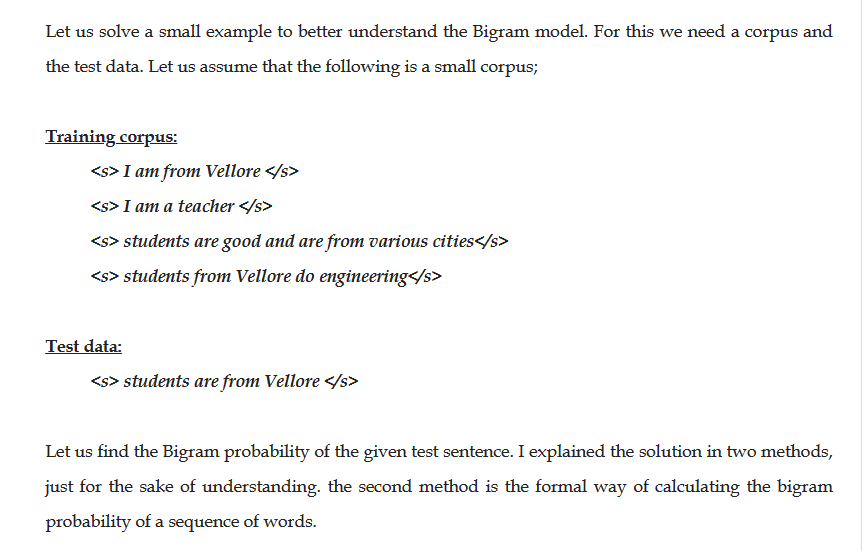 Let us solve a small example to better understand the Bigram model. For this we need a corpus and
the test data. Let us assume that the following is a small corpus;
Training corpus:
<s> I am from Vellore </s>
<s> I am a teacher </s>
<s> students are good and are from various cities</s>
<s> students from Vellore do engineering</s>
Test data:
<s> students are from Vellore </s>
Let us find the Bigram probability of the given test sentence. I explained the solution in two methods,
just for the sake of understanding. the second method is the formal way of calculating the bigram
probability of a sequence of words.